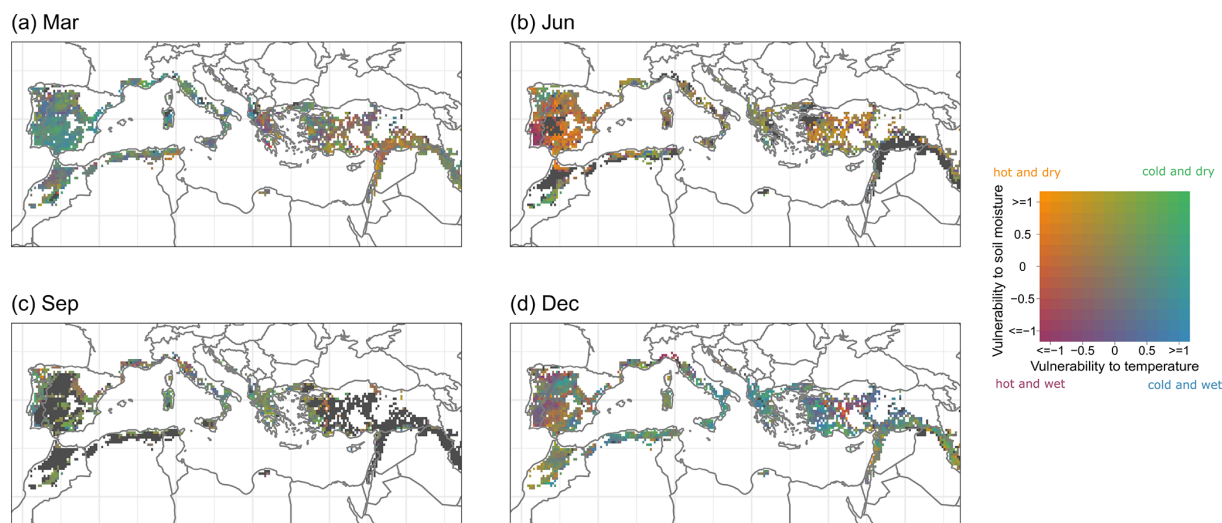 (a) Mar
(b) Jun
(c) Sep
(d) Dec
hot and dry
cold and dry
Vulnerability to soil moisture
>=1
0.5
0
−0.5
<=−1
<=−1 −0.5 0 0.5 >=1
Vulnerability to temperature
hot and wet
cold and wet